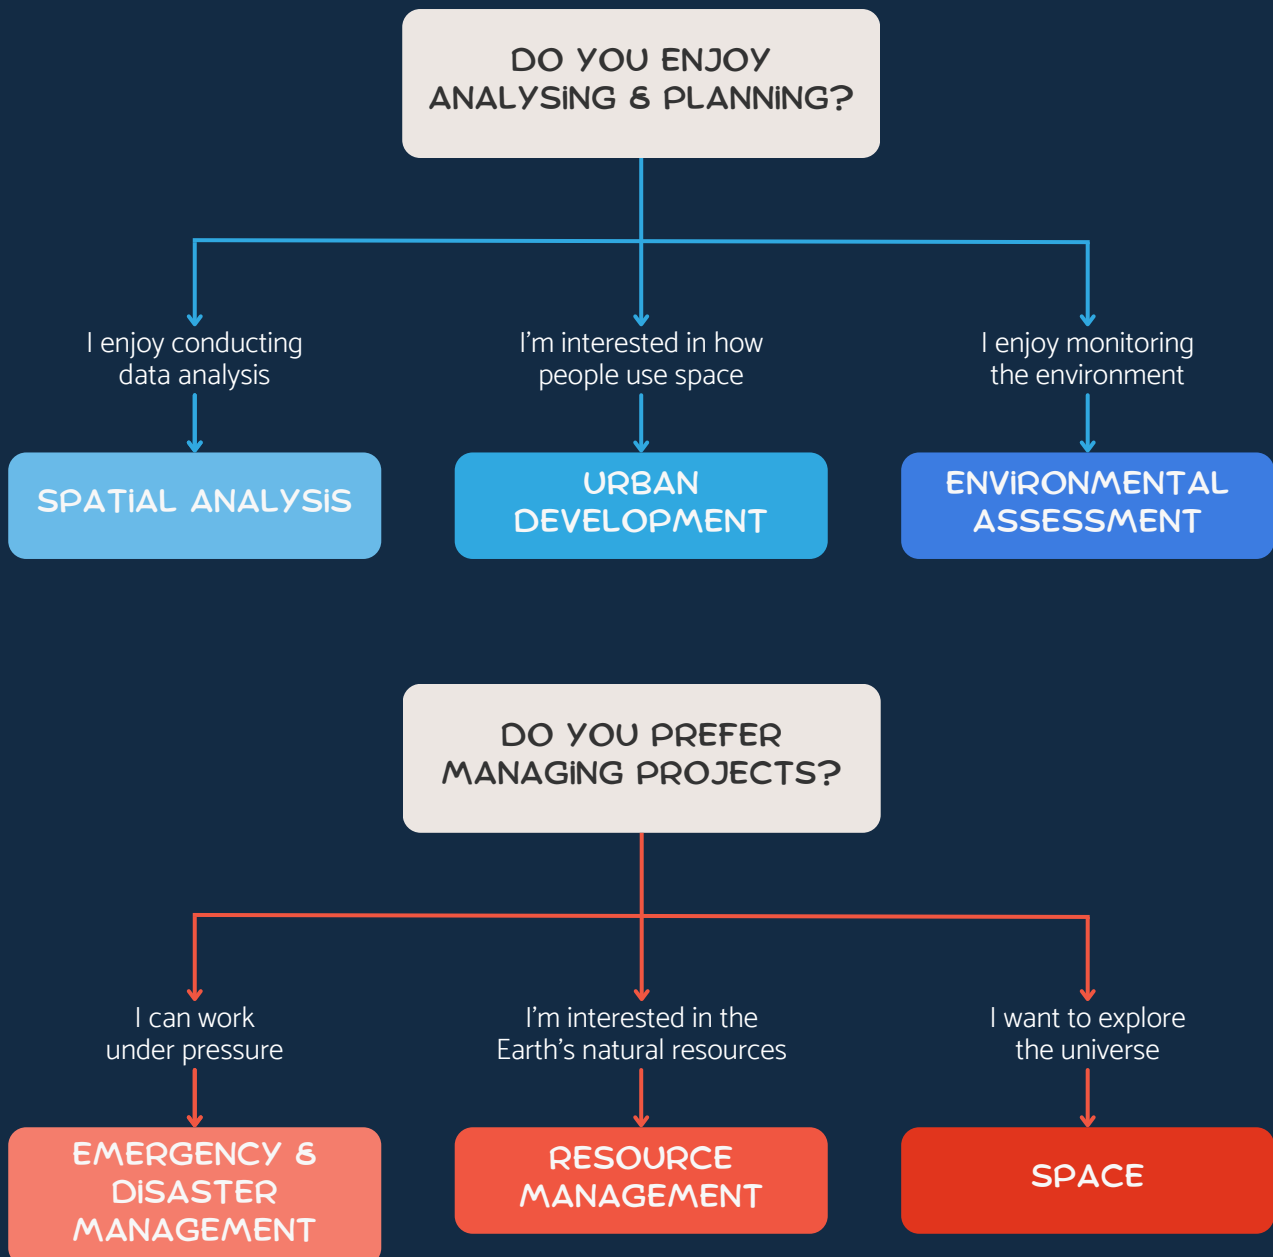 DO YOU ENJOY
ANALYSING & PLANNING?
I enjoy conducting
data analysis
I'm interested in how
people use space
I enjoy monitoring
the environment
SPATIAL ANALYSIS
URBAN
DEVELOPMENT
ENVIRONMENTAL
ASSESSMENT
DO YOU PREFER
MANAGING PROJECTS?
I can work
under pressure
I'm interested in the
Earth's natural resources
I want to explore
the universe
EMERGENCY &
DISASTER
MANAGEMENT
RESOURCE
MANAGEMENT
SPACE